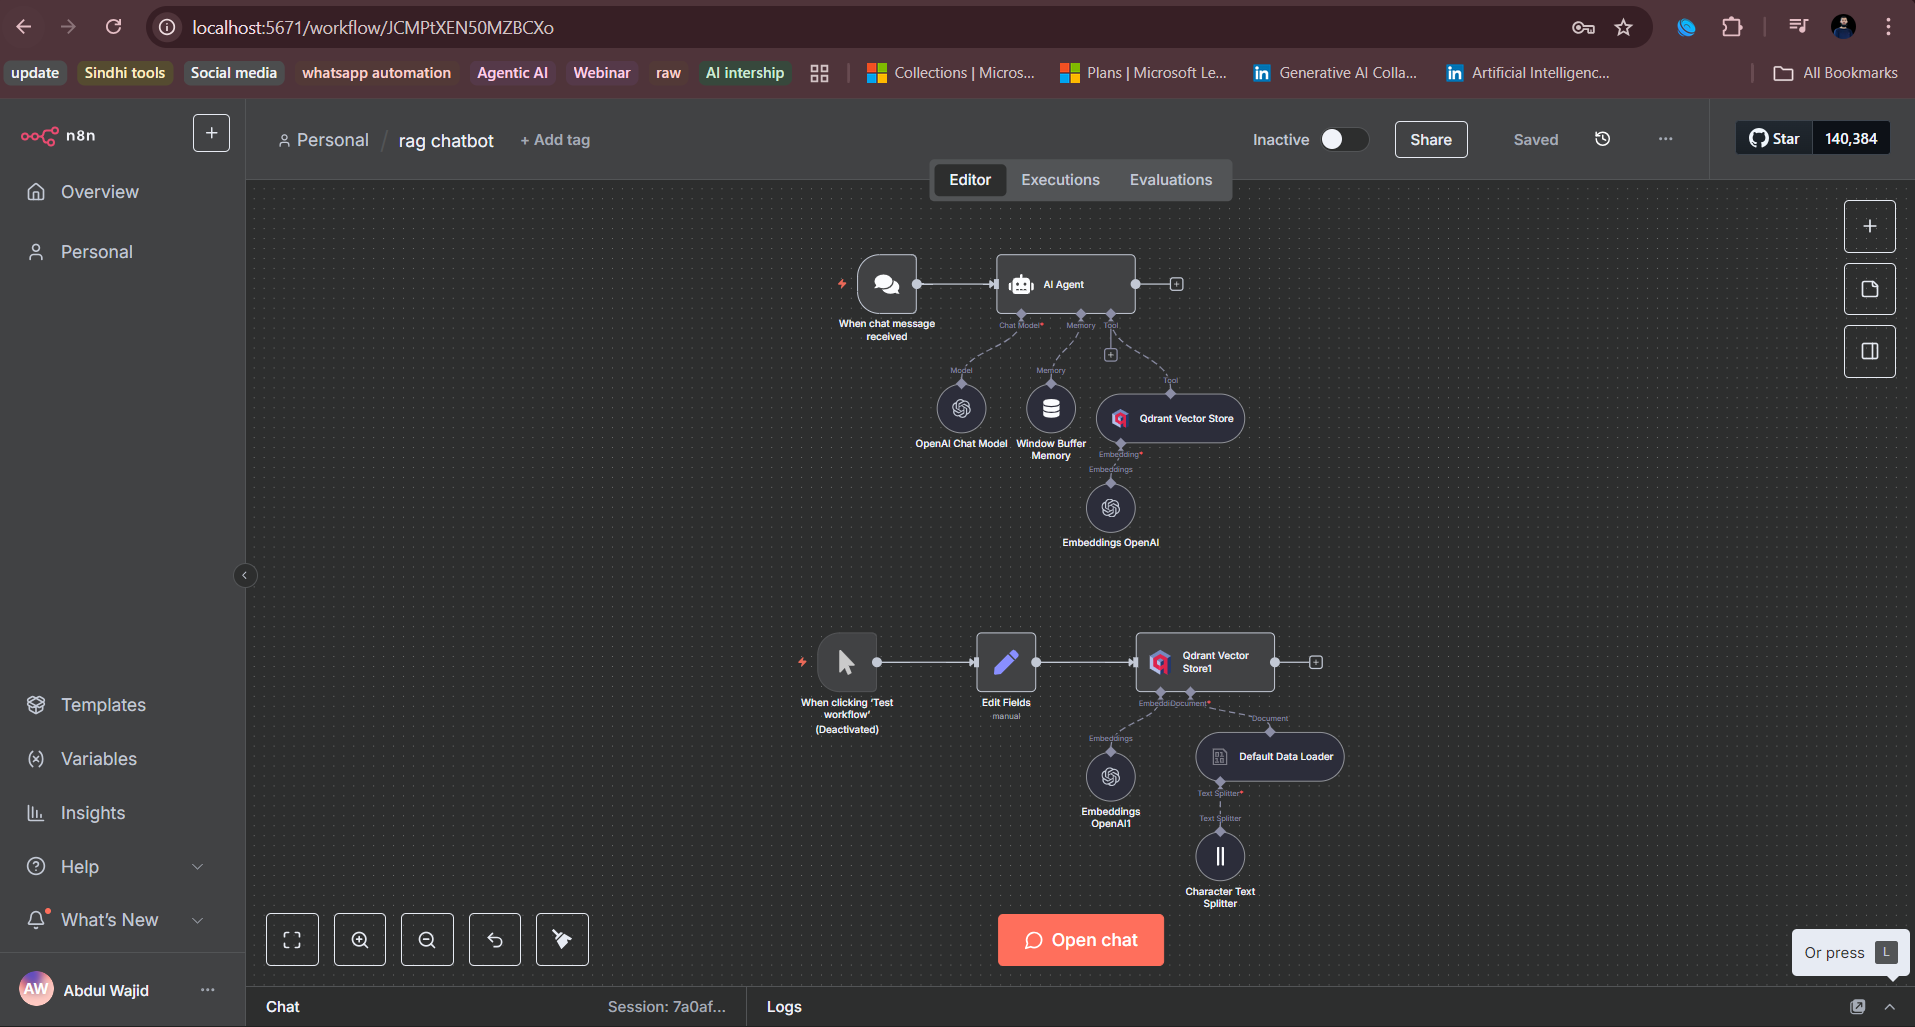 localhost:5671/workflow/JCMPtXEN50MZBCXo
update Sindhi tools Social media whatsapp automation Agentic AI Webinar raw AI intership Collections | Micros... Plans | Microsoft Le... Generative AI Colla... Artificial Intelligenc... All Bookmarks
n8n
+
Personal / rag chatbot + Add tag
Inactive
Share
Saved
...
Star 140,384
Editor Executions Evaluations
Overview
Personal
Templates
Variables
Insights
Help
What's New
AW Abdul Wajid ...
AI Agent
When chat message
received
Chat Model* Memory Tool
Model Memory Tool
Qdrant Vector Store
OpenAI Chat Model
Window Buffer
Memory
Embedding*
Embeddings
Embeddings OpenAI
Qdrant Vector
Store1
When clicking ‘Test
workflow’
(Deactivated)
Edit Fields
manual
Document*
Embeddings Document
Default Data Loader
Embeddings
OpenAI1
Text Splitter*
Text Splitter
Character Text
Splitter
Open chat
Or press L
Chat Session: 7a0af... Logs